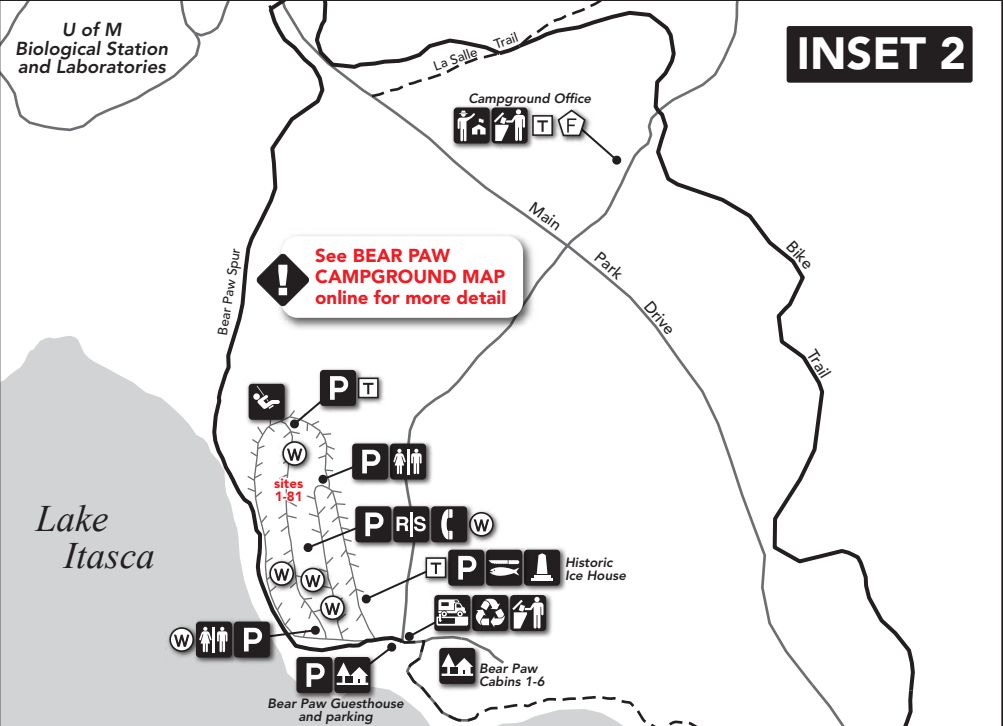 U of M
Biological Station
and Laboratories
La Salle Trail
INSET 2
Campground Office
T F
Main Park Drive
Bike Trail
Bear Paw Spur
!
See BEAR PAW
CAMPGROUND MAP
online for more detail
P T
W
P
sites
1-81
P R|S W
Lake
Itasca
T P
Historic
Ice House
W
W
W
W P
P
Bear Paw
Cabins 1-6
Bear Paw Guesthouse
and parking